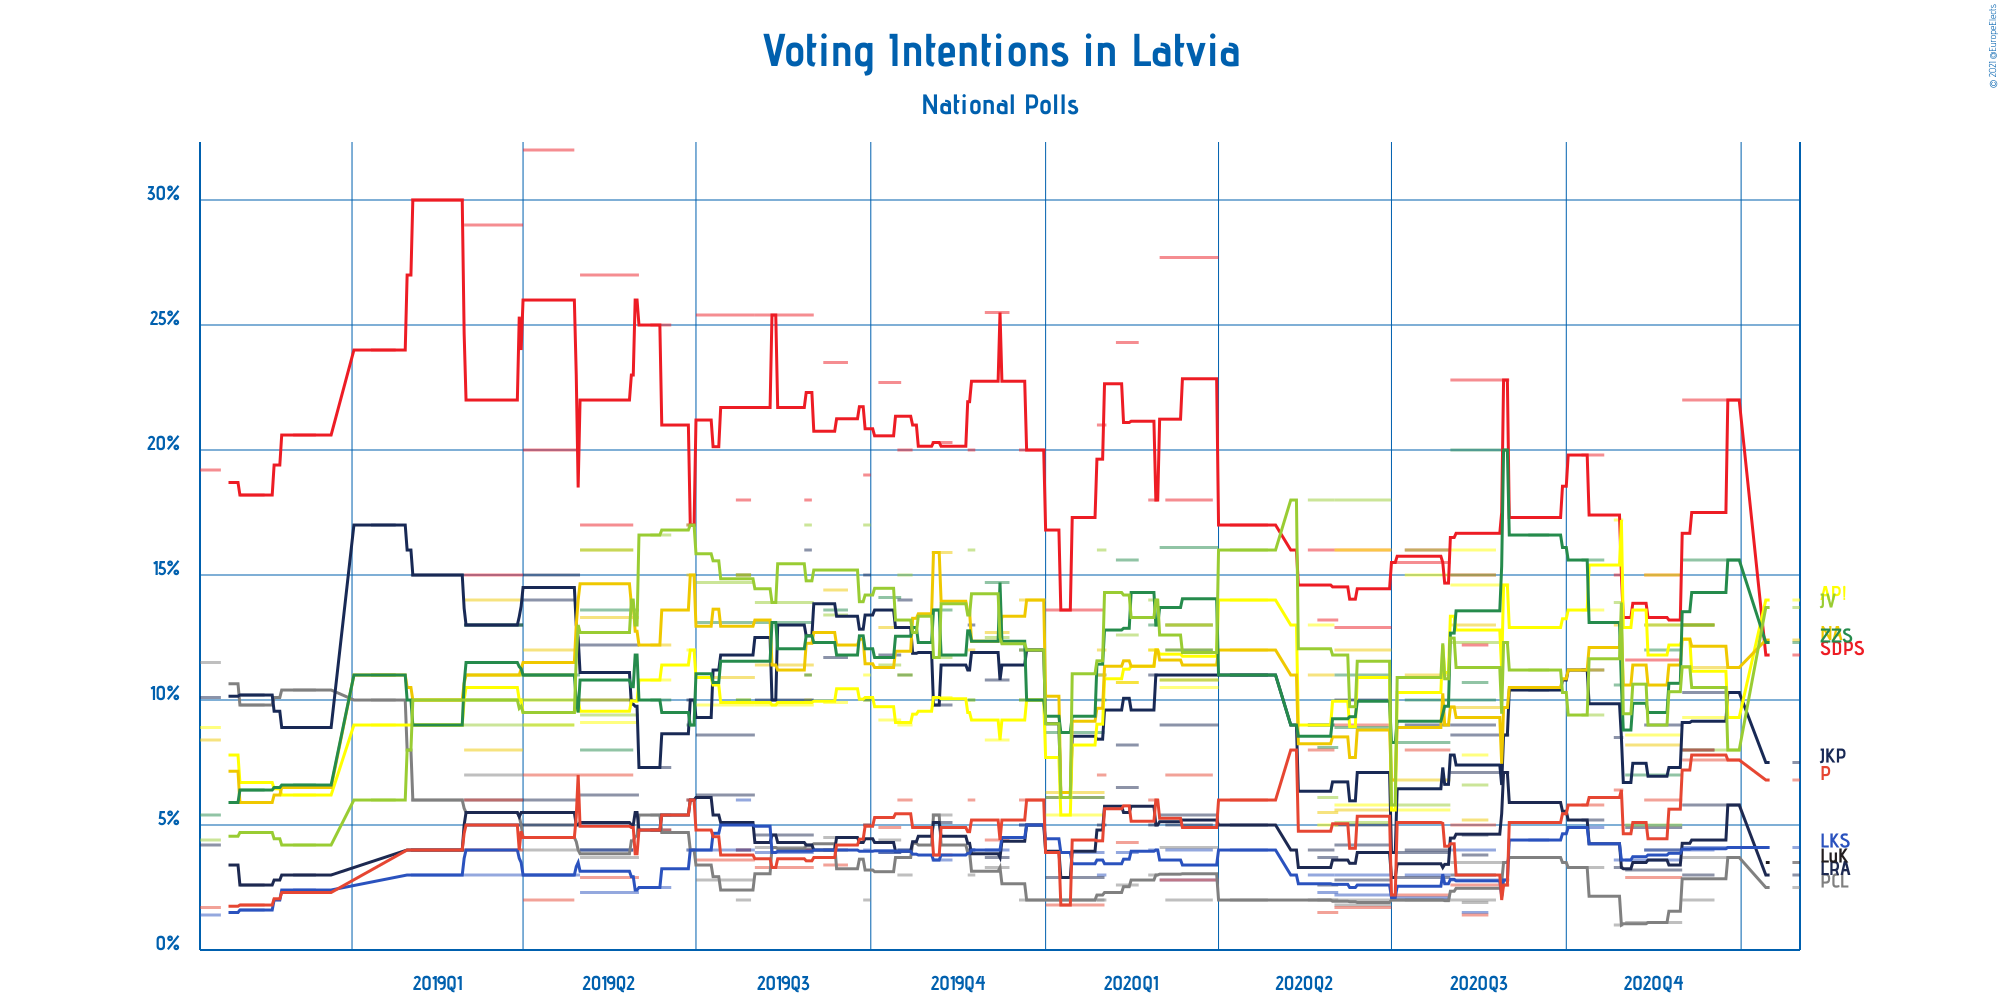 © 2021 @EuropeElects
Voting Intentions in Latvia
National Polls
30%
25%
20%
15%
10%
5%
0%
API
JV
ZZS
SDPS
JKP
P
LKS
LuK
LRA
PCL
2019Q1
2019Q2
2019Q3
2019Q4
2020Q1
2020Q2
2020Q3
2020Q4